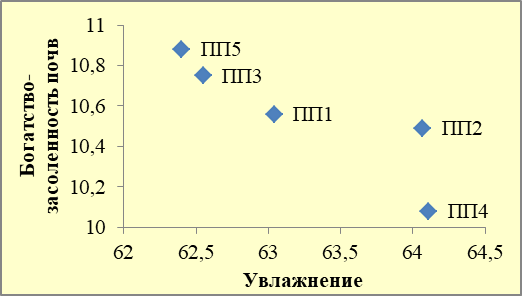 Богатство-
засоленность почв
11
10,8
10,6
10,4
10,2
10
ПП5
ПП3
ПП1
ПП2
ПП4
62
62,5
63
63,5
64
64,5
Увлажнение